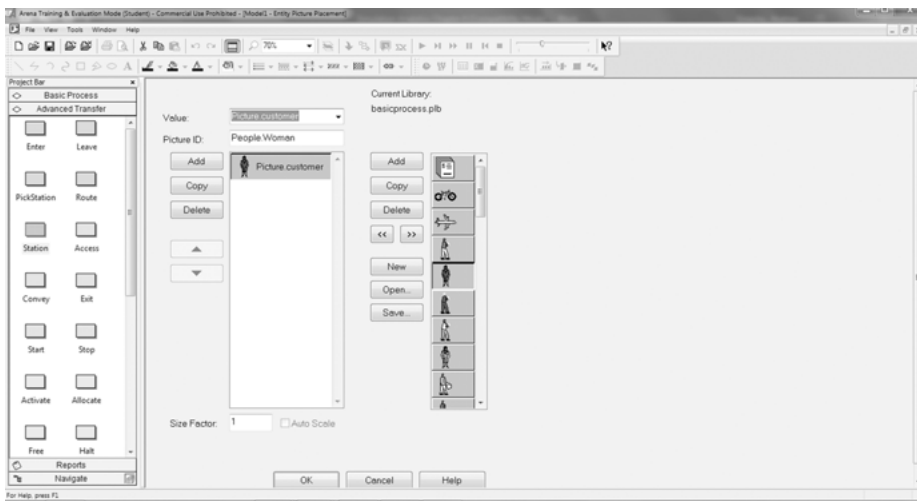 Arena Training & Evaluation Mode (Student) - Commercial Use Prohibited - [Model1 - Entity Picture Placement]
File View Tools Window Help
70%
Project Bar
Basic Process
Advanced Transfer
Enter Leave
PickStation Route
Station Access
Convey Exit
Start Stop
Activate Allocate
Free Halt
Reports
Navigate
Current Library:
basicprocess.plb
Value: Picture.customer
Picture ID: People.Woman
Add
Copy
Delete
Picture.customer
Add
Copy
Delete
<< >>
New
Open...
Save...
Size Factor: 1 Auto Scale
OK Cancel Help
For Help, press F1